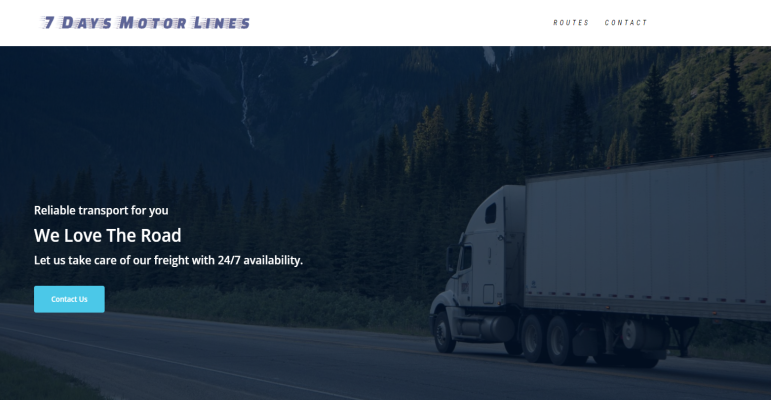 7 DAYS MOTOR LINES
ROUTES CONTACT
Reliable transport for you
We Love The Road
Let us take care of our freight with 24/7 availability.
Contact Us